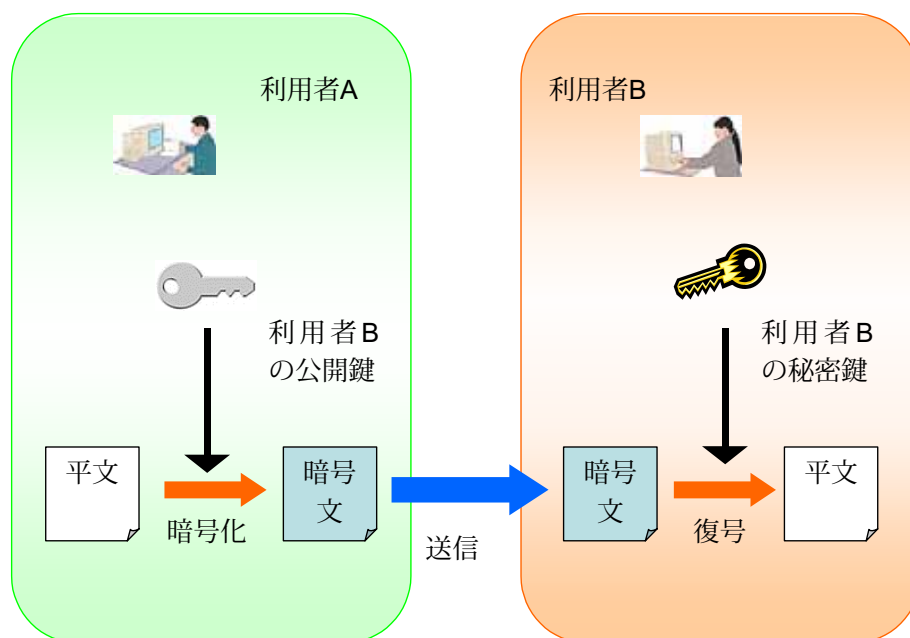 利用者A
利用者B
利用者B
の公開鍵
利用者B
の秘密鍵
平文
暗号
文
暗号
文
平文
暗号化
送信
復号